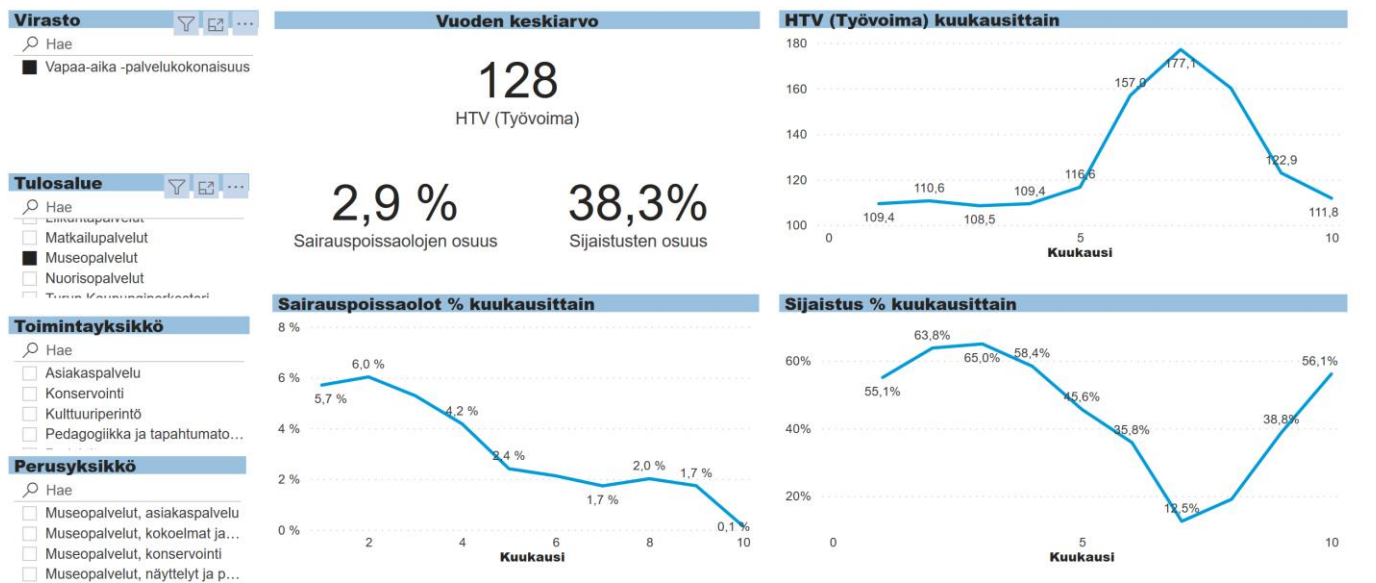 Virasto
Hae
Vapaa-aika -palvelukokonaisuus
Tulosalue
Hae
Liikuntapalvelut
Matkailupalvelut
Museopalvelut
Nuorisopalvelut
Turun Kaupunginorkesteri
Toimintayksikkö
Hae
Asiakaspalvelu
Konservointi
Kulttuuriperintö
Pedagogiikka ja tapahtumato...
Perusyksikkö
Hae
Museopalvelut, asiakaspalvelu
Museopalvelut, kokoelmat ja...
Museopalvelut, konservointi
Museopalvelut, näyttelyt ja p...
Vuoden keskiarvo
128
HTV (Työvoima)
2,9 %
Sairauspoissaolojen osuus
38,3%
Sijaistusten osuus
HTV (Työvoima) kuukausittain
180
160
140
120
100
109,4
110,6
108,5
109,4
116,6
157,0
177,1
122,9
111,8
0
5
10
Kuukausi
Sairauspoissaolot % kuukausittain
8 %
6 %
4 %
2 %
0 %
5,7 %
6,0 %
4,2 %
2,4 %
1,7 %
2,0 %
1,7 %
0,1 %
2
4
6
8
10
Kuukausi
Sijaistus % kuukausittain
60%
40%
20%
55,1%
63,8%
65,0%
58,4%
45,6%
35,8%
12,5%
38,8%
56,1%
0
5
10
Kuukausi